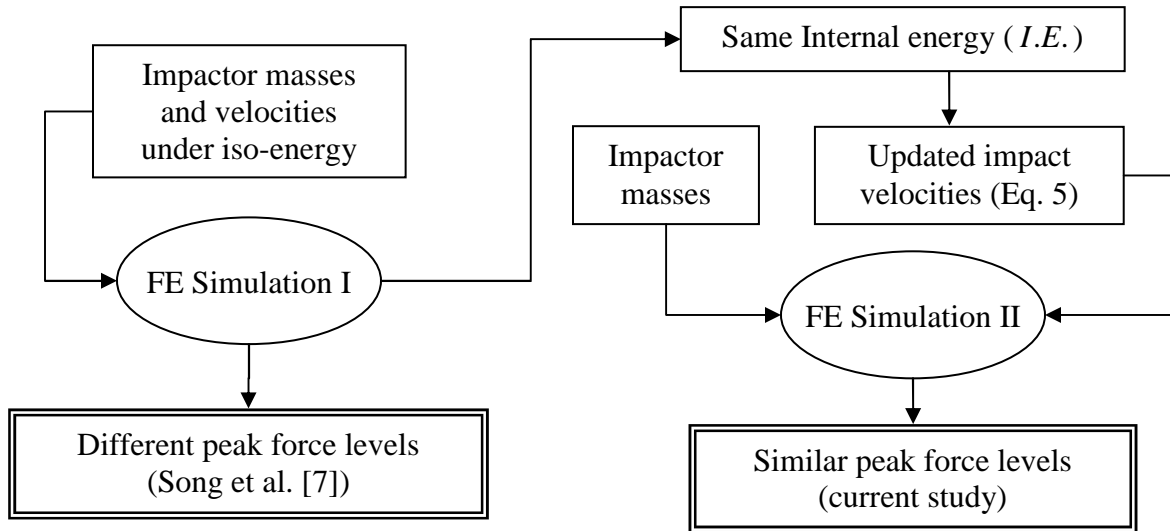 Impactor masses
and velocities
under iso-energy
FE Simulation I
Different peak force levels
(Song et al. [7])
Same Internal energy ( I.E. )
Updated impact
velocities (Eq. 5)
Impactor
masses
FE Simulation II
Similar peak force levels
(current study)